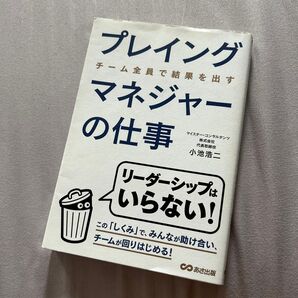 プレイング
チーム全員で結果を出す
マネジャー
の仕事
マイスター・コンサルタンツ
株式会社
代表取締役
小池浩二
リーダーシップは
いらない!
この「しくみ」で、みんなが助け合い、
チームが回りはじめる!
あさ出版